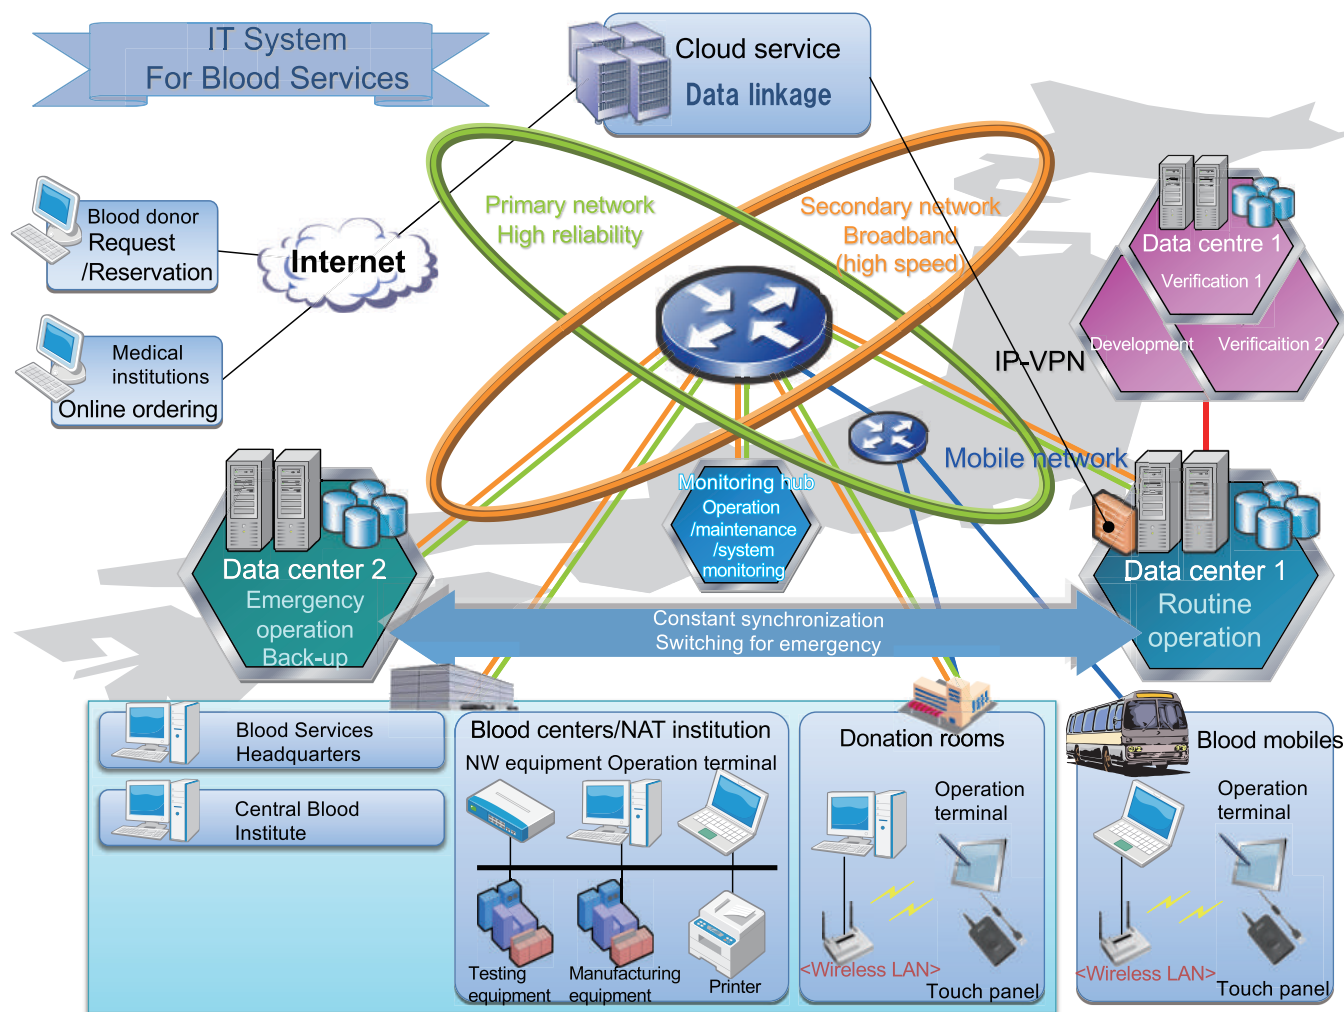 IT System
For Blood Services
Cloud service
Data linkage
Blood donor
Request
/Reservation
Internet
Medical
institutions
Online ordering
Primary network
High reliability
Secondary network
Broadband
(high speed)
Data centre 1
Verification 1
Development
Verificaition 2
IP-VPN
Mobile network
Monitoring hub
Operation
/maintenance
/system
monitoring
Data center 2
Emergency
operation
Back-up
Data center 1
Routine
operation
Constant synchronization
Switching for emergency
Blood Services
Headquarters
Central Blood
Institute
Blood centers/NAT institution
NW equipment Operation terminal
Testing
equipment
Manufacturing
equipment
Printer
Donation rooms
Operation
terminal
<Wireless LAN>
Touch panel
Blood mobiles
Operation
terminal
<Wireless LAN>
Touch panel